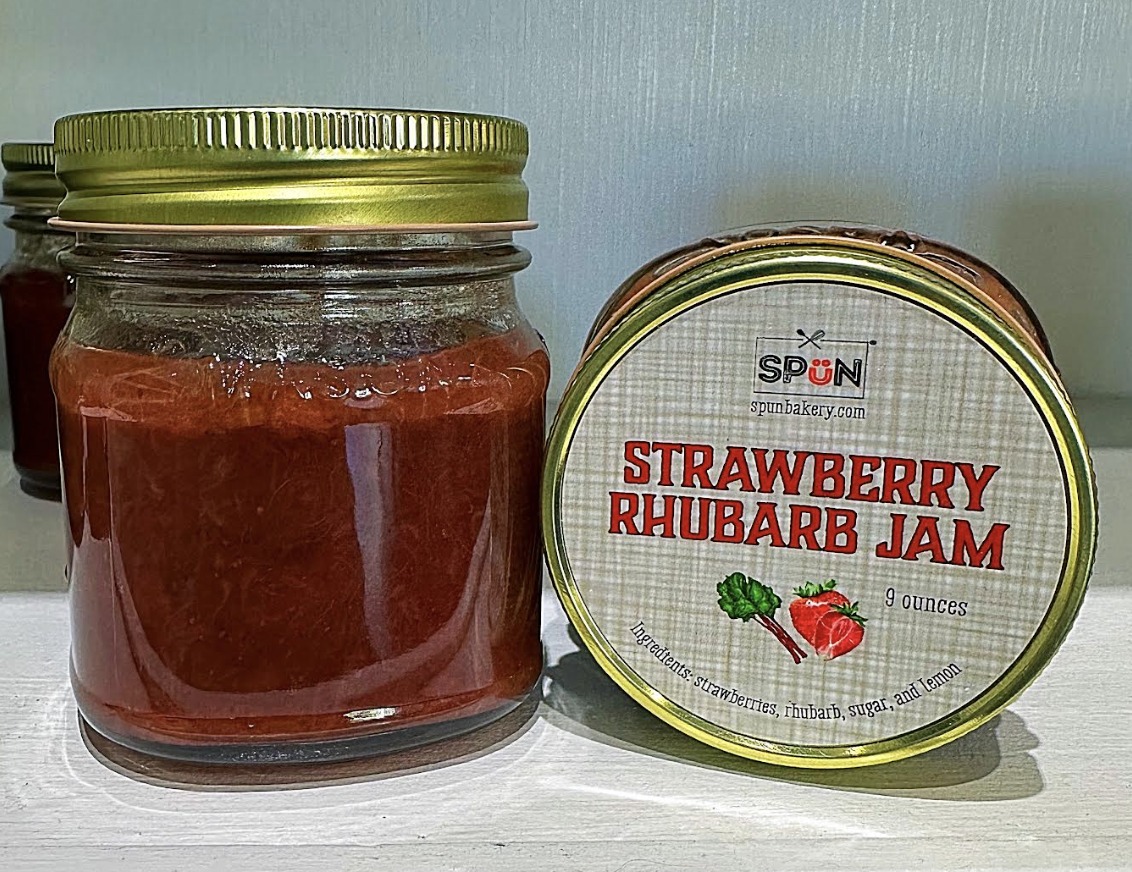 SPÜN
spunbakery.com
STRAWBERRY
RHUBARB JAM
9 ounces
Ingredients: strawberries, rhubarb, sugar, and lemon